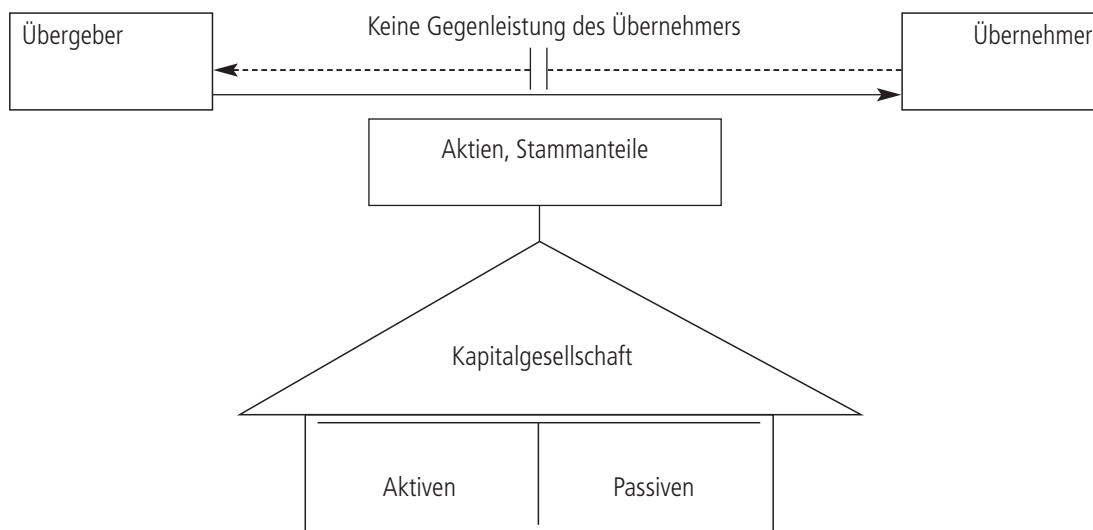 Übergeber
Keine Gegenleistung des Übernehmers
Übernehmer
Aktien, Stammanteile
Kapitalgesellschaft
Aktiven
Passiven